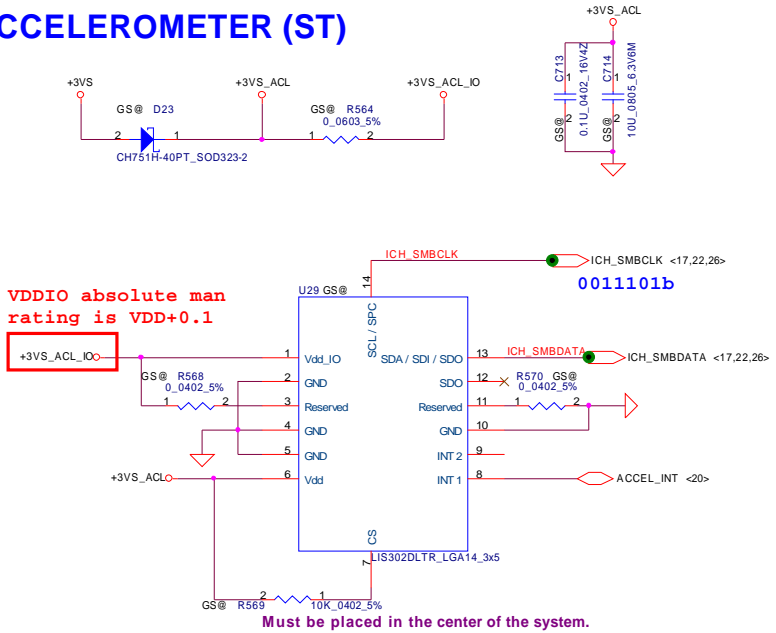 CCELEROMETER (ST)
+3VS_ACL
+3VS
+3VS_ACL
+3VS_ACL_IO
GS@ D23
GS@ R564
0_0603_5%
2
1
1
2
CH751H-40PT_SOD323-2
C713
1
GS@ 2
0.1U_0402_16V4Z
C714
1
GS@ 2
10U_0805_6.3V6M
ICH_SMBCLK
ICH_SMBCLK <17,22,26>
0011101b
U29 GS@
14
SCL / SPC
VDDIO absolute man
rating is VDD+0.1
+3VS_ACL_IO
1
Vdd_IO
SDA / SDI / SDO
13
ICH_SMBDATA
ICH_SMBDATA <17,22,26>
GS@ R568
0_0402_5%
2
GND
SDO
12
R570 GS@
0_0402_5%
1
2
3
Reserved
Reserved
11
1
2
4
GND
GND
10
5
GND
INT 2
9
+3VS_ACL
6
Vdd
INT 1
8
ACCEL_INT <20>
CS
7
LIS302DLTR_LGA14_3x5
2
1
GS@ R569
10K_0402_5%
Must be placed in the center of the system.